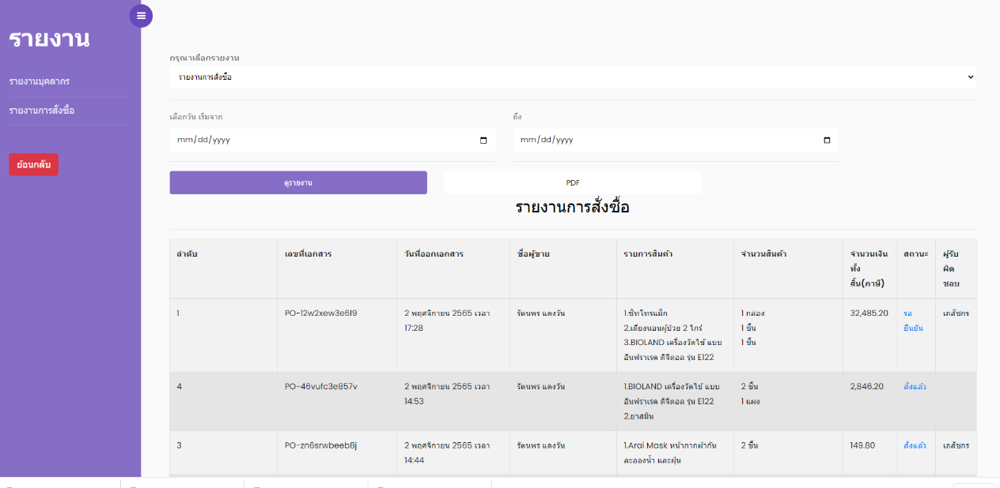 รายงาน
รายงานบุคลากร
รายงานการสั่งซื้อ
ย้อนกลับ
กรุณาเลือกรายงาน
รายงานการสั่งซื้อ
เลือกวัน เริ่มจาก
ถึง
mm/dd/yyyy
mm/dd/yyyy
ดูรายงาน
PDF
รายงานการสั่งซื้อ
ลำดับ
เลขที่เอกสาร
วันที่ออกเอกสาร
ชื่อผู้ขาย
รายการสินค้า
จำนวนสินค้า
จำนวนเงิน
ทั้ง
สิ้น(ภาษี)
สถานะ
ผู้รับ
ผิด
ชอบ
1
PO-12w2xew3e6l9
2 พฤศจิกายน 2565 เวลา
17:28
รัตนพร แดงวัน
1.ซิทโทรแม็ก
2.เตียงนอนผู้ป่วย 2 ไกร์
3.BIOLAND เครื่องวัดไข้ แบบ
อินฟราเรด ดิจิตอล รุ่น E122
1 กล่อง
1 ชิ้น
1 ชิ้น
32,485.20
รอ
ยืนยัน
เภสัชกร
4
PO-46vufc3e857v
2 พฤศจิกายน 2565 เวลา
14:53
รัตนพร แดงวัน
1.BIOLAND เครื่องวัดไข้ แบบ
อินฟราเรด ดิจิตอล รุ่น E122
2.ยาสมิน
2 ชิ้น
1 แผง
2,846.20
สั่งแล้ว
3
PO-zn6srwbeeb8j
2 พฤศจิกายน 2565 เวลา
14:44
รัตนพร แดงวัน
1.Arai Mask หน้ากากผ้ากัน
ละอองน้ำ และฝุ่น
2 ชิ้น
149.80
สั่งแล้ว
เภสัชกร